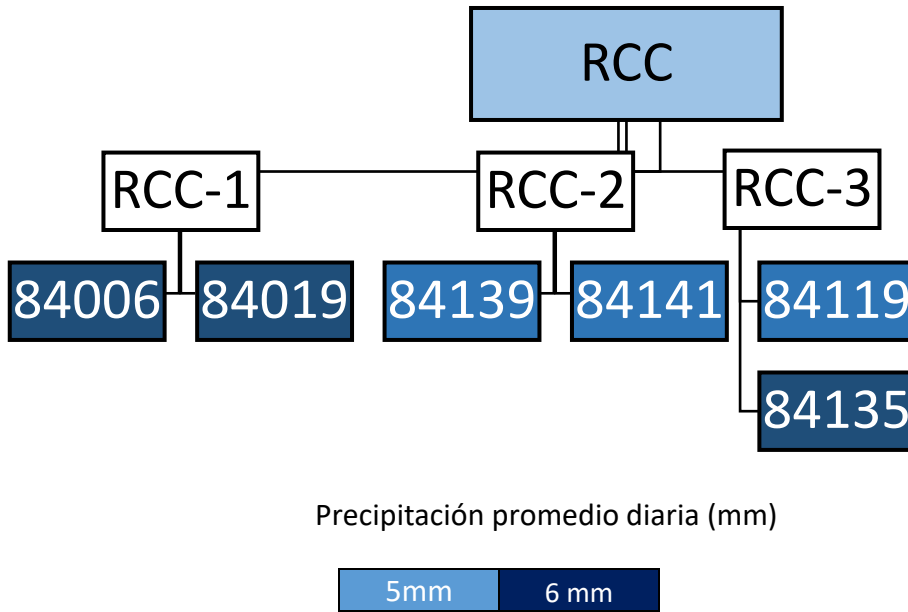 RCC
RCC-1
RCC-2
RCC-3
84006
84019
84139
84141
84119
84135
Precipitación promedio diaria (mm)
5mm
6 mm